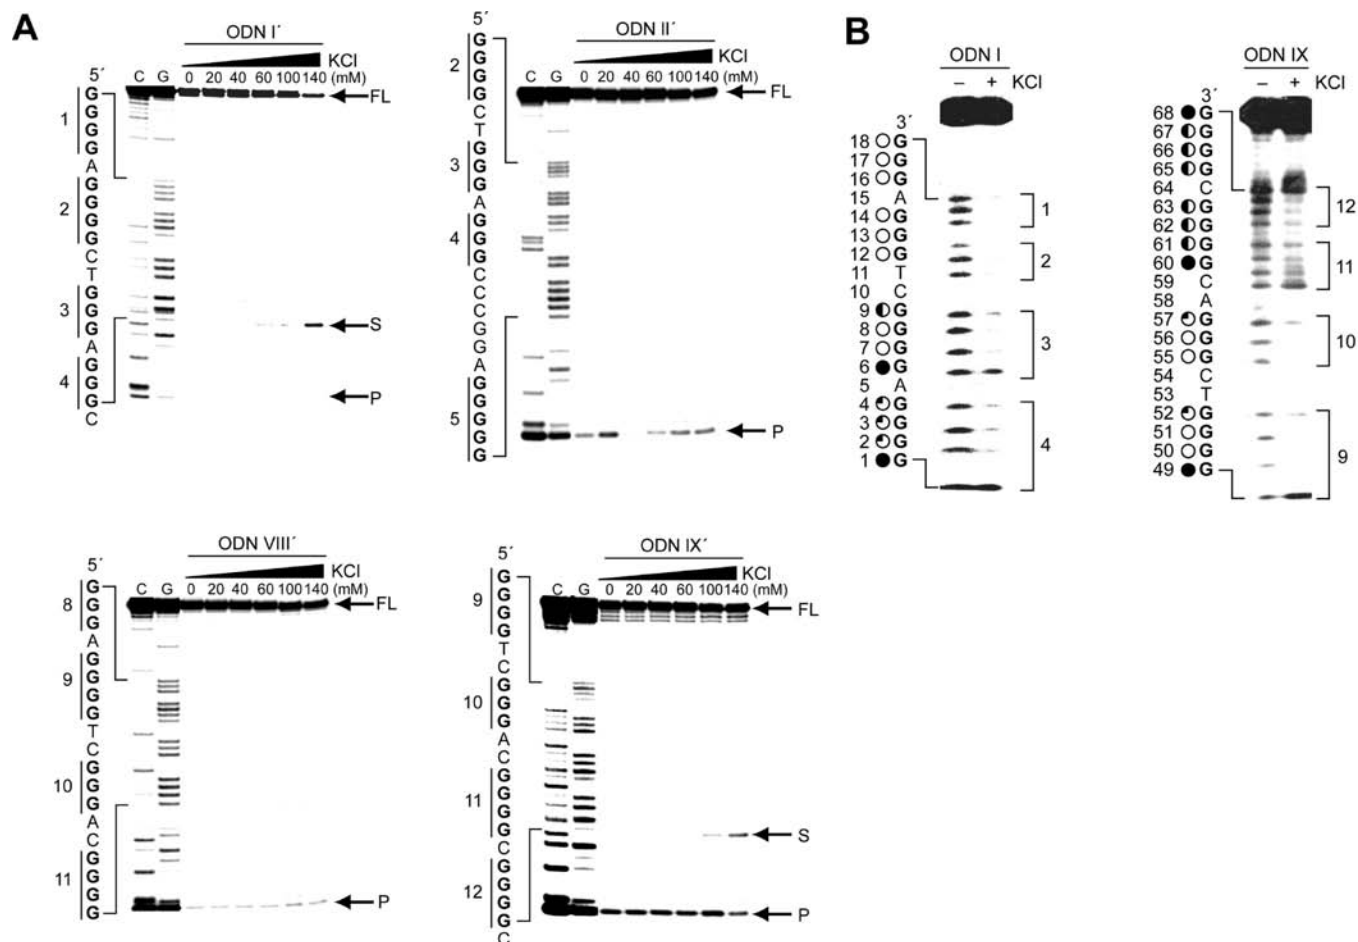 A
ODN I´
KCl
5´
C G 0 20 40 60 100 140 (mM)
FL
G
1 G
G
G
A
G
2 G
G
G
C
T
G
3 G
G
S
A
G
4 G
P
G
C
5´
ODN II´
KCl
C G 0 20 40 60 100 140 (mM)
FL
G
2 G
G
G
C
T
G
3 G
G
A
G
4 G
G
C
C
C
G
G
A
G
G
5 G
P
G
G
ODN VIII´
KCl
5´
C G 0 20 40 60 100 140 (mM)
FL
G
8 G
G
A
G
9 G
G
G
T
C
G
10 G
G
A
C
G
11 G
G
P
G
ODN IX´
KCl
5´
C G 0 20 40 60 100 140 (mM)
FL
G
9 G
G
G
T
C
G
10 G
G
A
C
G
11 G
G
G
S
C
G
12 G
G
P
G
C
B
ODN I
– + KCl
3´
18 G
17 G
16 G
15 A
14 G
13 G
12 G
11 T
10 C
9 G
8 G
7 G
6 G
5 A
4 G
3 G
2 G
1 G
1
2
3
4
ODN IX
– + KCl
3´
68 G
67 G
66 G
65 G
64 C
63 G
62 G
61 G
60 G
59 C
58 A
57 G
56 G
55 G
54 C
53 T
52 G
51 G
50 G
49 G
12
11
10
9